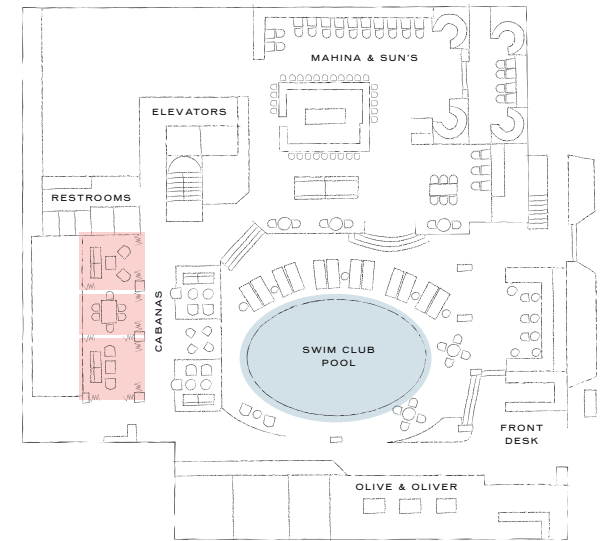 MAHINA & SUN'S
ELEVATORS
RESTROOMS
CABANAS
SWIM CLUB
POOL
FRONT
DESK
OLIVE & OLIVER